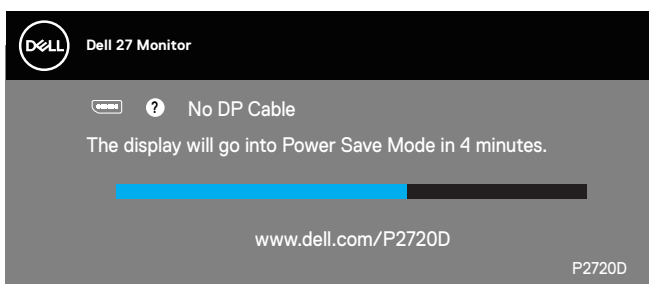 DELL
Dell 27 Monitor
? No DP Cable
The display will go into Power Save Mode in 4 minutes.
www.dell.com/P2720D
P2720D